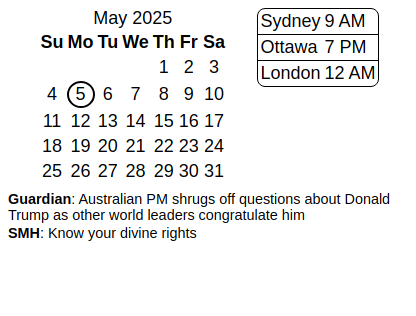 May 2025
Su Mo Tu We Th Fr Sa
1 2 3
4 5 6 7 8 9 10
11 12 13 14 15 16 17
18 19 20 21 22 23 24
25 26 27 28 29 30 31
Sydney 9 AM
Ottawa 7 PM
London 12 AM
Guardian: Australian PM shrugs off questions about Donald
Trump as other world leaders congratulate him
SMH: Know your divine rights